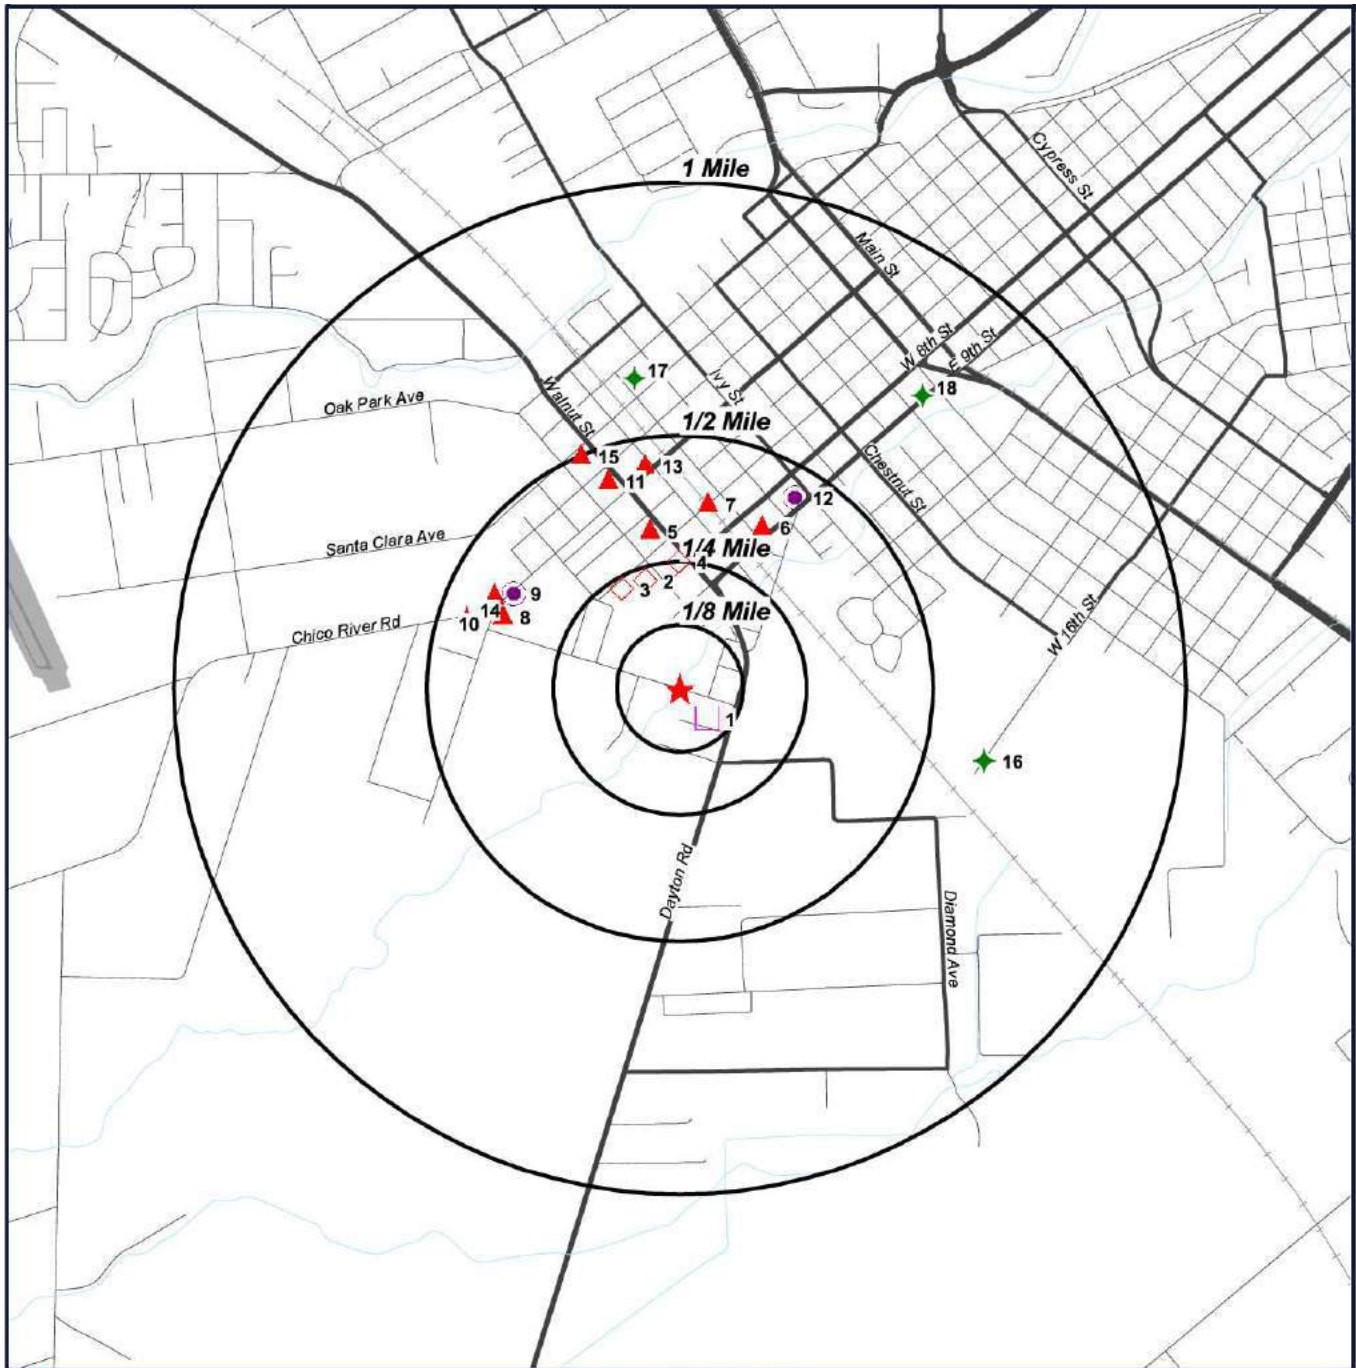 1 Mile
Cypress St
Main St
W 8th St
E 9th St
17
18
Ivy St
Oak Park Ave
Walnut St
1/2 Mile
15
13
11
Chestnut St
7
12
6
5
Santa Clara Ave
1/4 Mile
4
2
3
9
14
10
8
1/8 Mile
Chico River Rd
W 16th St
1
16
Dayton Rd
Diamond Ave